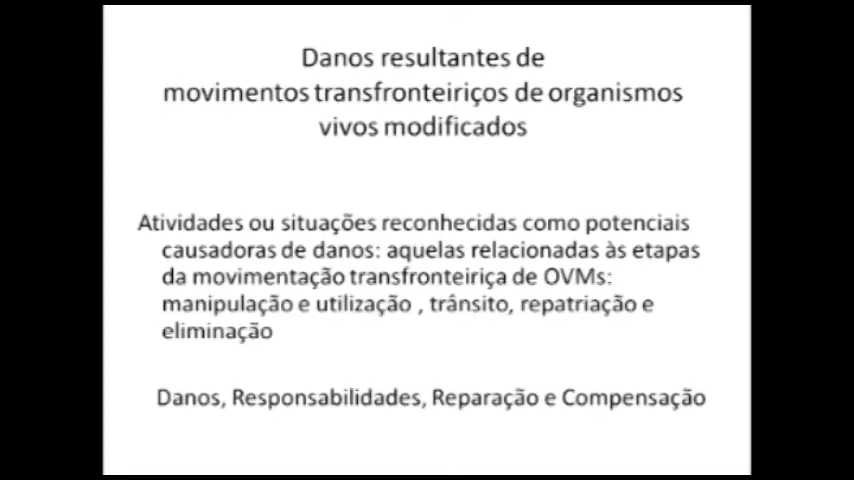 Danos resultantes de
movimentos transfronteiriços de organismos
vivos modificados
Atividades ou situações reconhecidas como potenciais
causadoras de danos: aquelas relacionadas às etapas
da movimentação transfronteiriça de OVMs:
manipulação e utilização , trânsito, repatriação e
eliminação
Danos, Responsabilidades, Reparação e Compensação